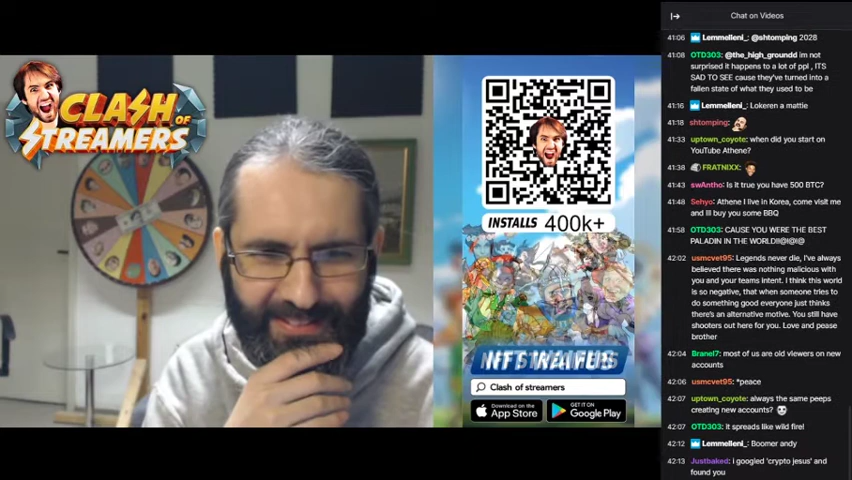 CLASH OF
STREAMERS
INSTALLS 400k+
NFT STREAMERS
Clash of streamers
Download on the
App Store
GET IT ON
Google Play
Chat on Videos
41:06 Lemmelleni_: @shtomping 2028
41:08 OTD303: @the_high_groundd im not
surprised it happens to a lot of ppl , ITS
SAD TO SEE cause they've turned into a
fallen state of what they used to be
41:16 Lemmelleni_: Lokeren a mattie
41:18 shtomping:
41:33 uptown_coyote: when did you start on
YouTube Athene?
41:38 FRATNIXX:
41:43 swAntho: Is it true you have 500 BTC?
41:48 Sehyo: Athene I live in Korea, come visit me
and Ill buy you some BBQ
41:58 OTD303: CAUSE YOU WERE THE BEST
PALADIN IN THE WORLD!!@!@!@
42:02 usmcvet95: Legends never die, I've always
believed there was nothing malicious with
you and your teams intent. I think this world
is so negative, that when someone tries to
do something good everyone just thinks
there's an alternative motive. You still have
shooters out here for you. Love and pease
brother
42:04 Branel7: most of us are old viewers on new
accounts
42:06 usmcvet95: *peace
42:07 uptown_coyote: always the same peeps
creating new accounts?
42:07 OTD303: it spreads like wild fire!
42:12 Lemmelleni_: Boomer andy
42:13 Justbaked: i googled 'crypto jesus' and
found you